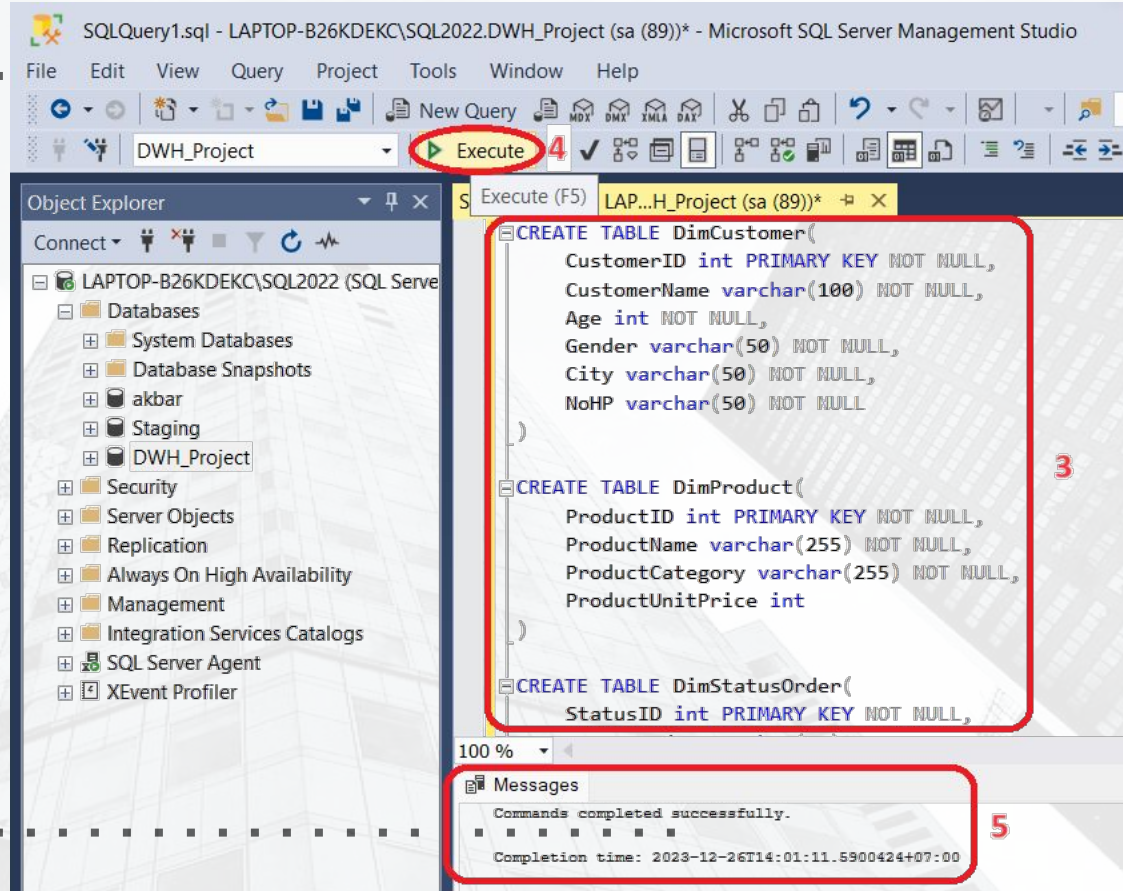 SQLQuery1.sql - LAPTOP-B26KDEKC\SQL2022.DWH_Project (sa (89))* - Microsoft SQL Server Management Studio
File Edit View Query Project Tools Window Help
New Query MDX DMX XMLA DAX
DWH_Project Execute 4
Execute (F5)
Object Explorer
S LAP...H_Project (sa (89))*
Connect
LAPTOP-B26KDEKC\SQL2022 (SQL Serve
Databases
System Databases
Database Snapshots
akbar
Staging
DWH_Project
Security
Server Objects
Replication
Always On High Availability
Management
Integration Services Catalogs
SQL Server Agent
XEvent Profiler
CREATE TABLE DimCustomer(
CustomerID int PRIMARY KEY NOT NULL,
CustomerName varchar(100) NOT NULL,
Age int NOT NULL,
Gender varchar(50) NOT NULL,
City varchar(50) NOT NULL,
NoHP varchar(50) NOT NULL
)
3
CREATE TABLE DimProduct(
ProductID int PRIMARY KEY NOT NULL,
ProductName varchar(255) NOT NULL,
ProductCategory varchar(255) NOT NULL,
ProductUnitPrice int
)
CREATE TABLE DimStatusOrder(
StatusID int PRIMARY KEY NOT NULL,
100 %
Messages
Commands completed successfully.
5
Completion time: 2023-12-26T14:01:11.5900424+07:00